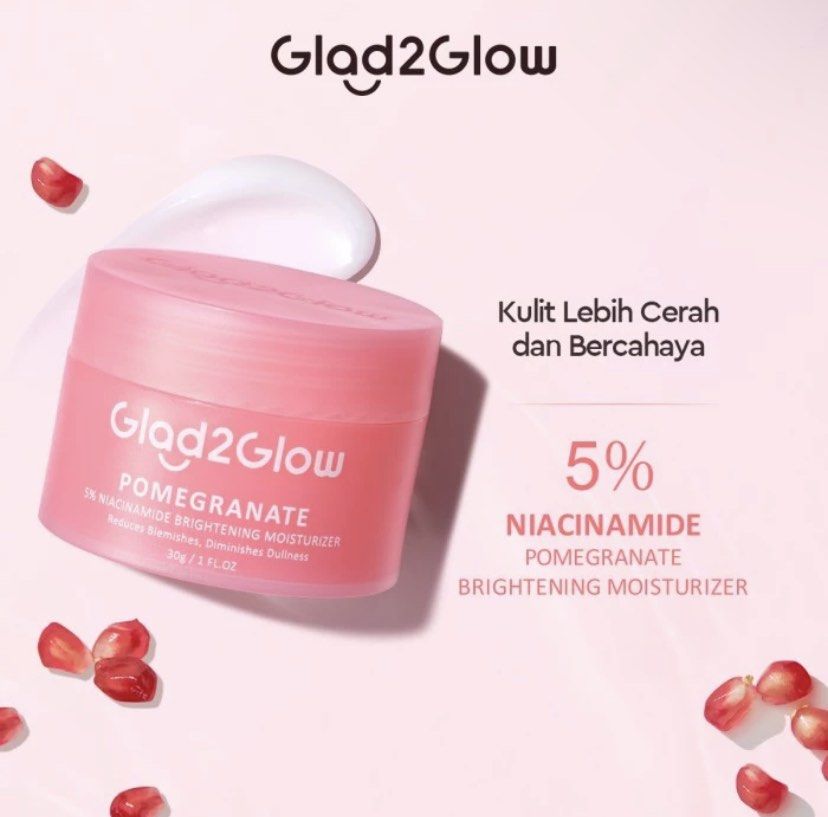 Glad2Glow
Glad2Glow
Kulit Lebih Cerah
dan Bercahaya
Glad2Glow
POMEGRANATE
5% NIACINAMIDE BRIGHTENING MOISTURIZER
Reduces Blemishes, Diminishes Dullness
30g / 1 FL.OZ
5%
NIACINAMIDE
POMEGRANATE
BRIGHTENING MOISTURIZER